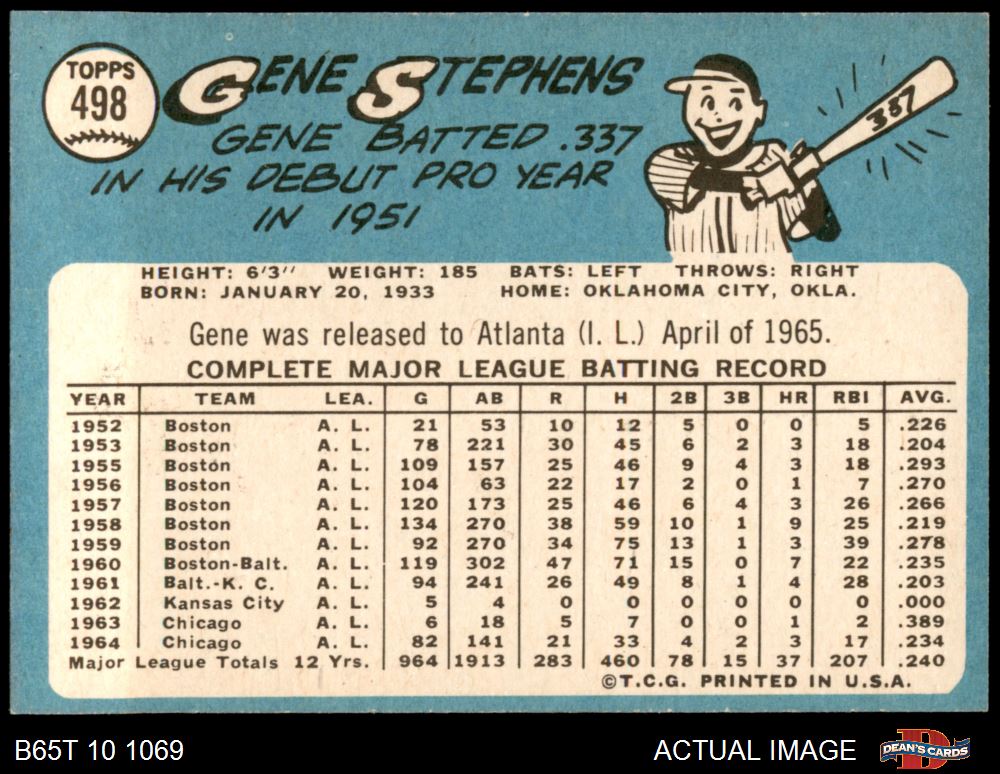 TOPPS
498
GENE STEPHENS
GENE BATTED .337
IN HIS DEBUT PRO YEAR
IN 1951
337
HEIGHT: 6'3" WEIGHT: 185 BATS: LEFT THROWS: RIGHT
BORN: JANUARY 20, 1933 HOME: OKLAHOMA CITY, OKLA.
Gene was released to Atlanta (I. L.) April of 1965.
COMPLETE MAJOR LEAGUE BATTING RECORD
YEAR TEAM LEA. G AB R H 2B 3B HR RBI AVG.
1952 Boston A. L. 21 53 10 12 5 0 0 5 .226
1953 Boston A. L. 78 221 30 45 6 2 3 18 .204
1955 Boston A. L. 109 157 25 46 9 4 3 18 .293
1956 Boston A. L. 104 63 22 17 2 0 1 7 .270
1957 Boston A. L. 120 173 25 46 6 4 3 26 .266
1958 Boston A. L. 134 270 38 59 10 1 9 25 .219
1959 Boston A. L. 92 270 34 75 13 1 3 39 .278
1960 Boston-Balt. A. L. 119 302 47 71 15 0 7 22 .235
1961 Balt.-K. C. A. L. 94 241 26 49 8 1 4 28 .203
1962 Kansas City A. L. 5 4 0 0 0 0 0 0 .000
1963 Chicago A. L. 6 18 5 7 0 0 1 2 .389
1964 Chicago A. L. 82 141 21 33 4 2 3 17 .234
Major League Totals 12 Yrs. 964 1913 283 460 78 15 37 207 .240
©T.C.G. PRINTED IN U.S.A.
B65T 10 1069 ACTUAL IMAGE DEAN'S CARDS